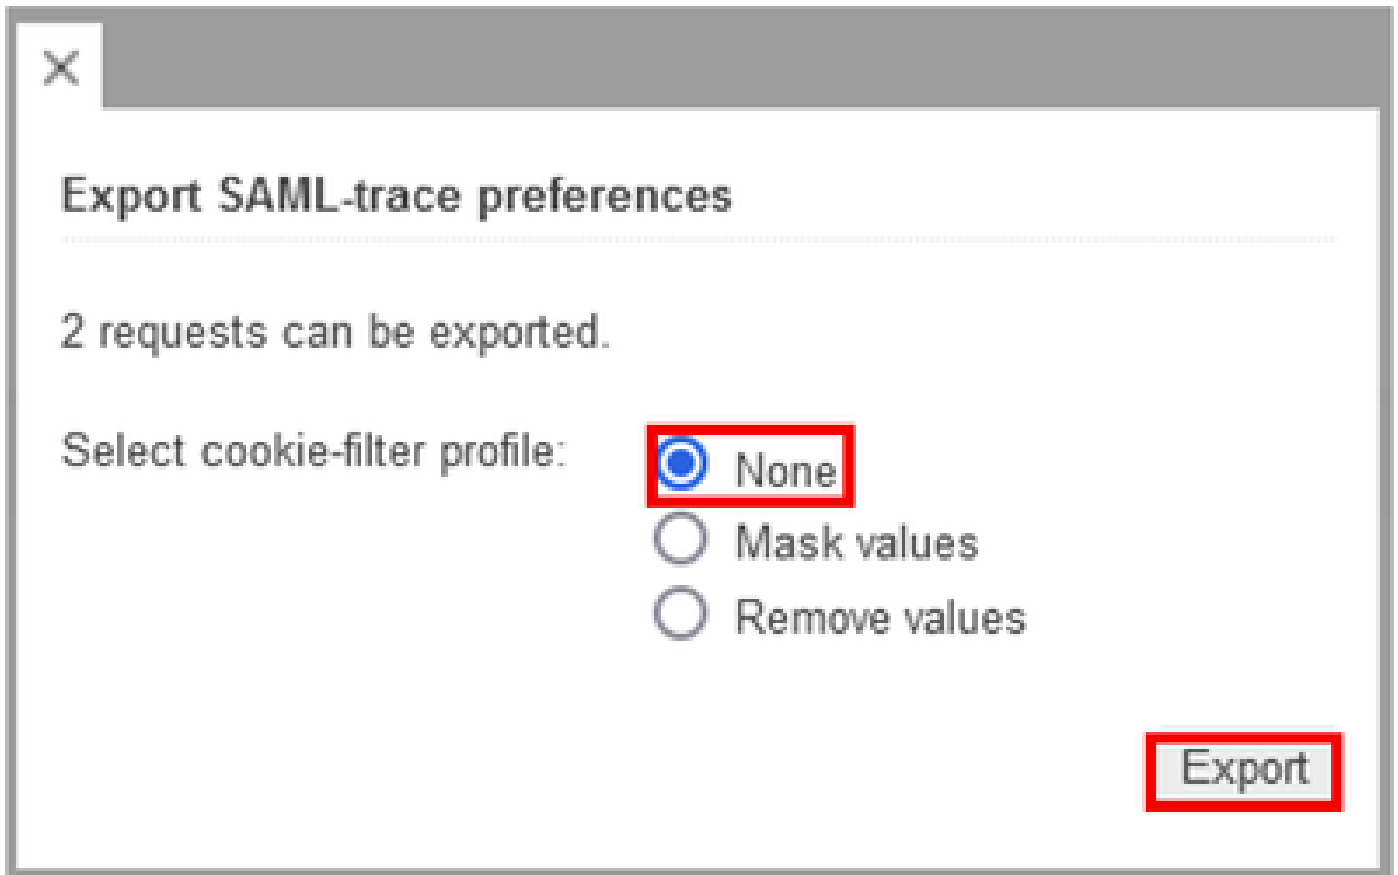 Export SAML-trace preferences
2 requests can be exported.
Select cookie-filter profile:
None
Mask values
Remove values
Export